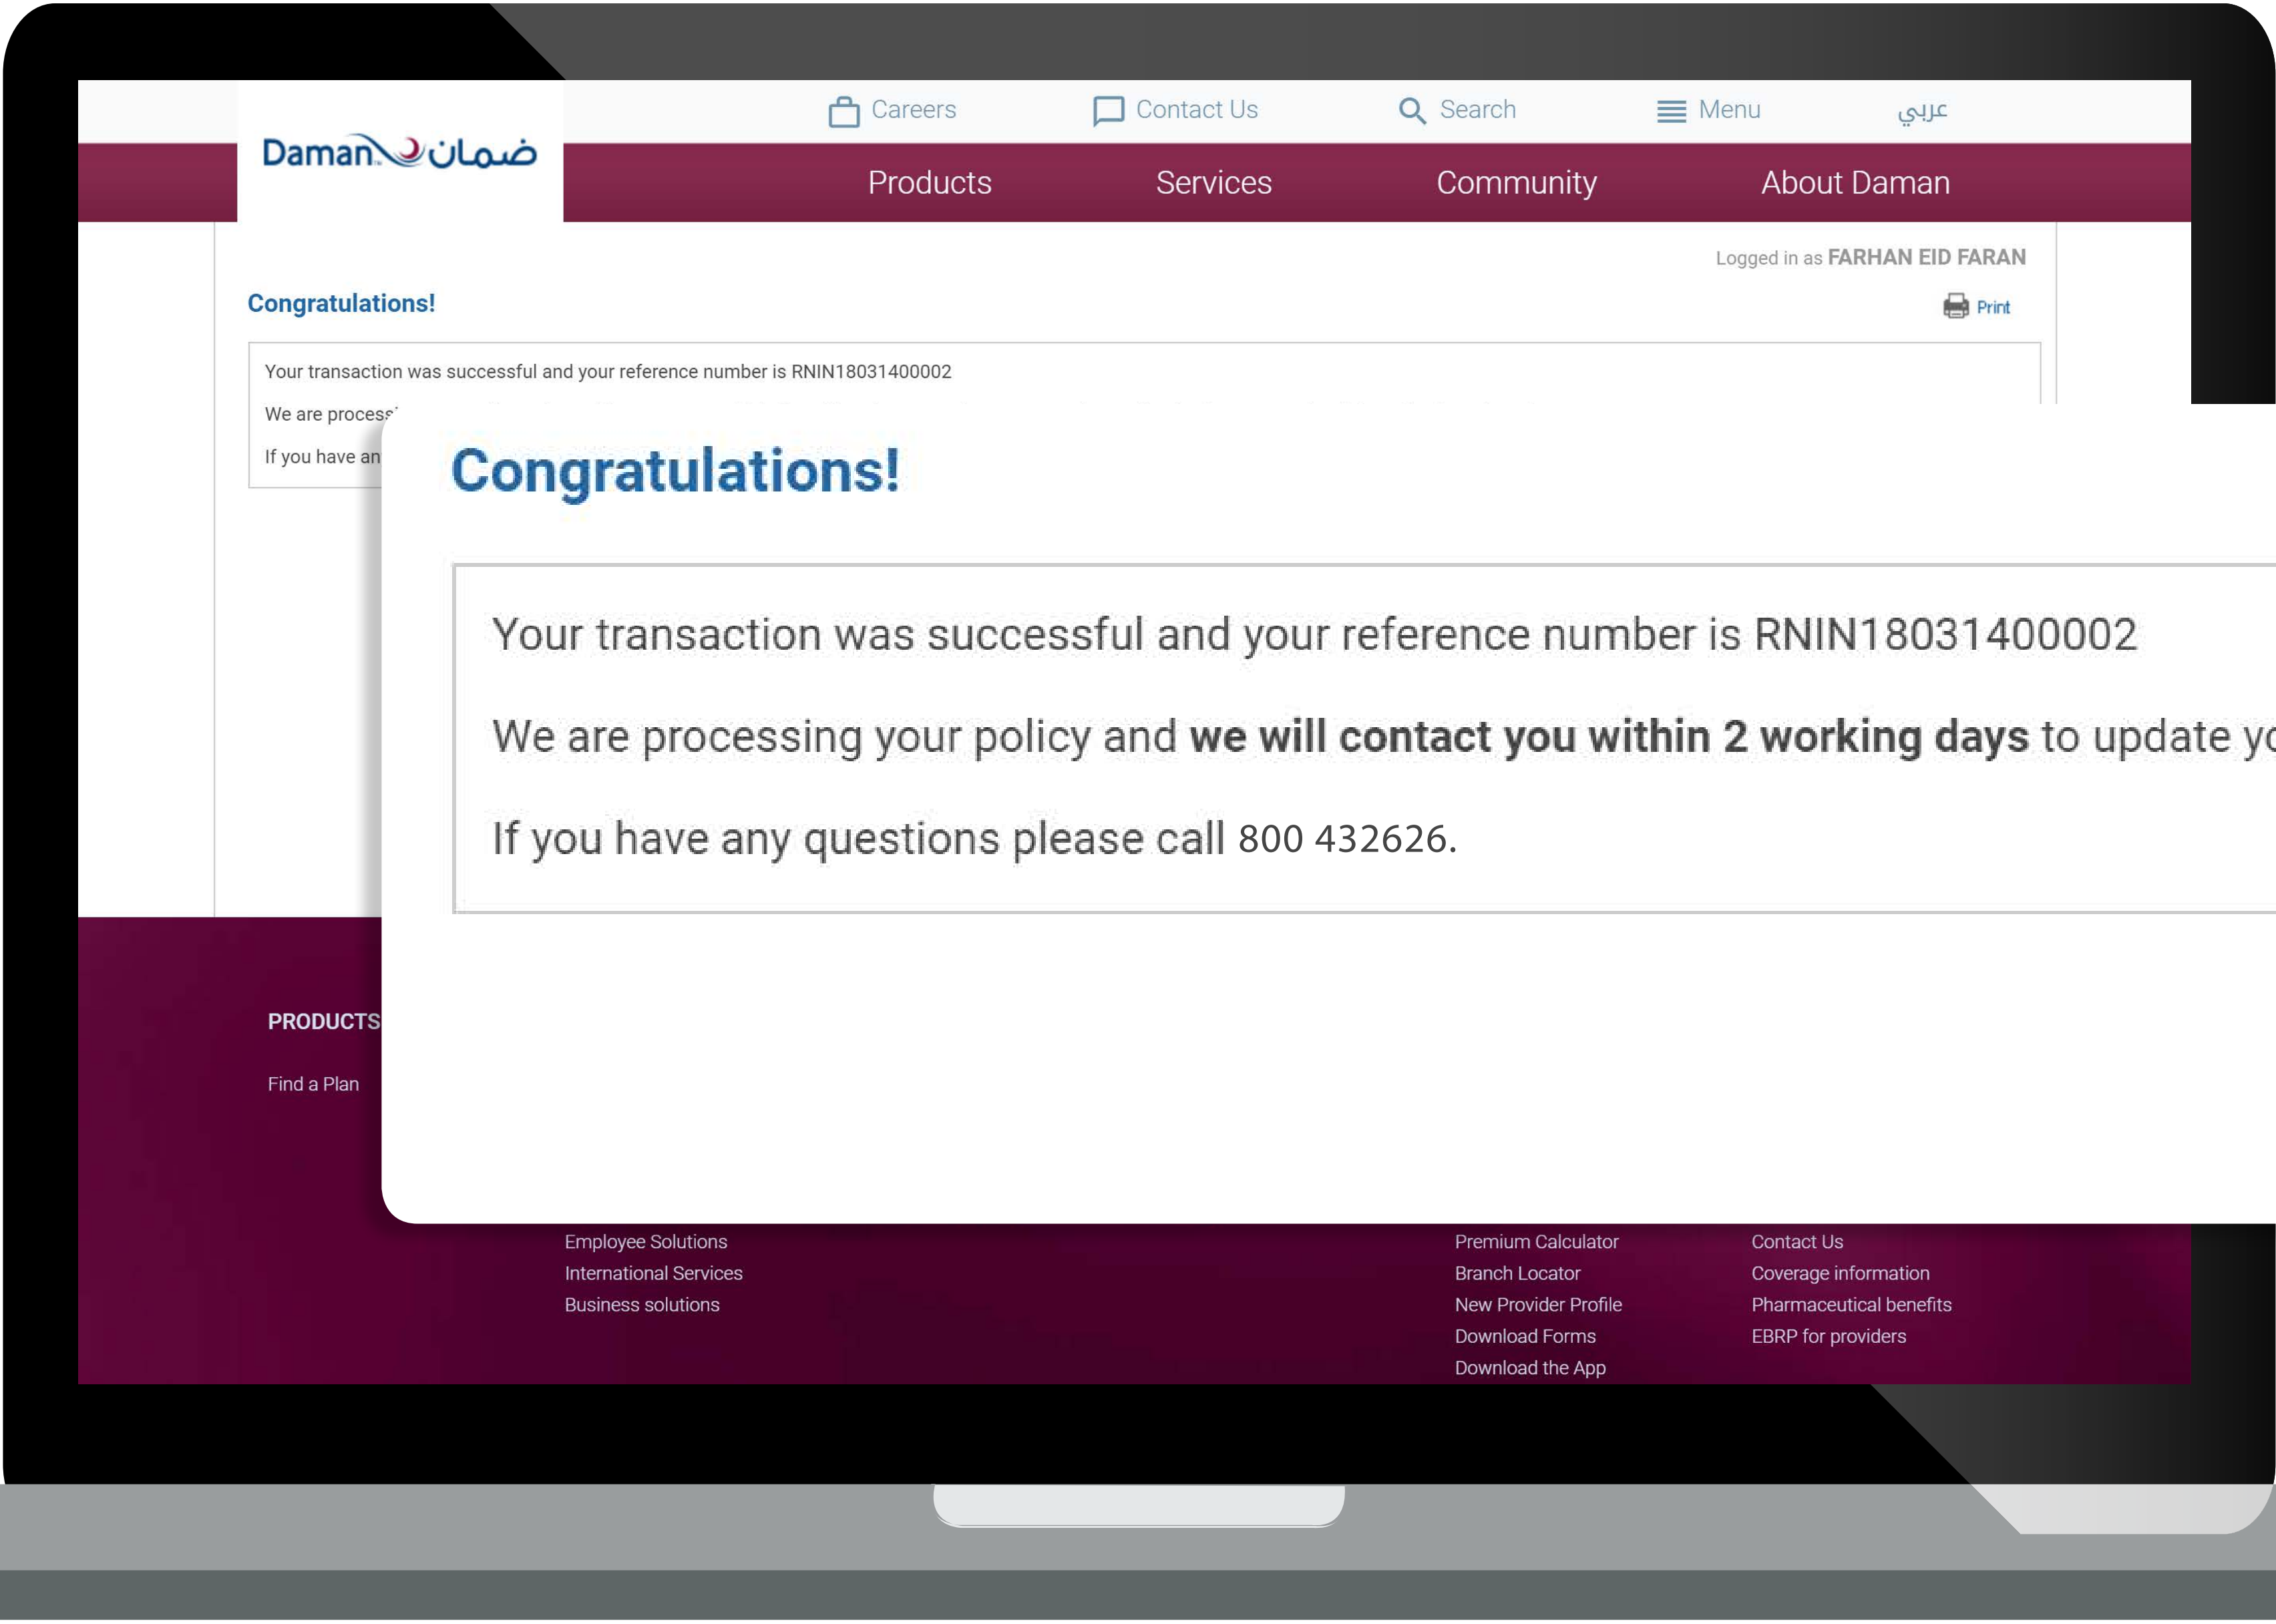 Careers
Contact Us
Search
Menu
عربي
Daman ضمان
Products
Services
Community
About Daman
Logged in as FARHAN EID FARAN
Congratulations!
Print
Your transaction was successful and your reference number is RNIN18031400002
We are process
If you have an
Congratulations!
Your transaction was successful and your reference number is RNIN18031400002
We are processing your policy and we will contact you within 2 working days to update yo
If you have any questions please call 800 432626.
PRODUCTS
Find a Plan
Employee Solutions
International Services
Business solutions
Premium Calculator
Branch Locator
New Provider Profile
Download Forms
Download the App
Contact Us
Coverage information
Pharmaceutical benefits
EBRP for providers